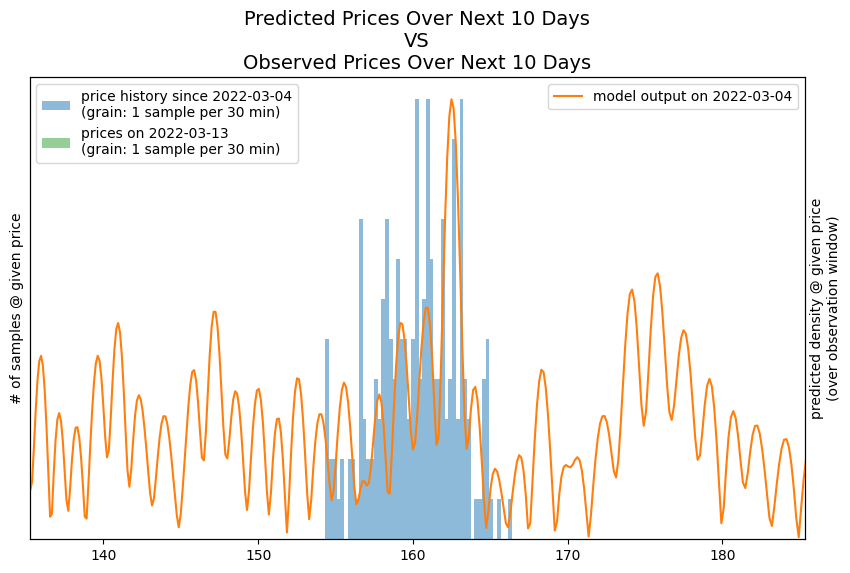 Predicted Prices Over Next 10 Days
VS
Observed Prices Over Next 10 Days
price history since 2022-03-04
(grain: 1 sample per 30 min)
prices on 2022-03-13
(grain: 1 sample per 30 min)
model output on 2022-03-04
# of samples @ given price
predicted density @ given price
(over observation window)
140
150
160
170
180